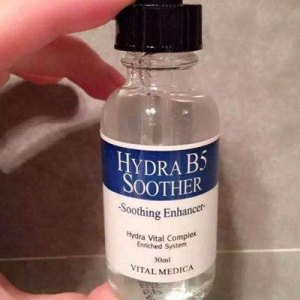 HYDRA B5
SOOTHER
-Soothing Enhancer-
Hydra Vital Complex
Enriched System
30ml
VITAL MEDICA